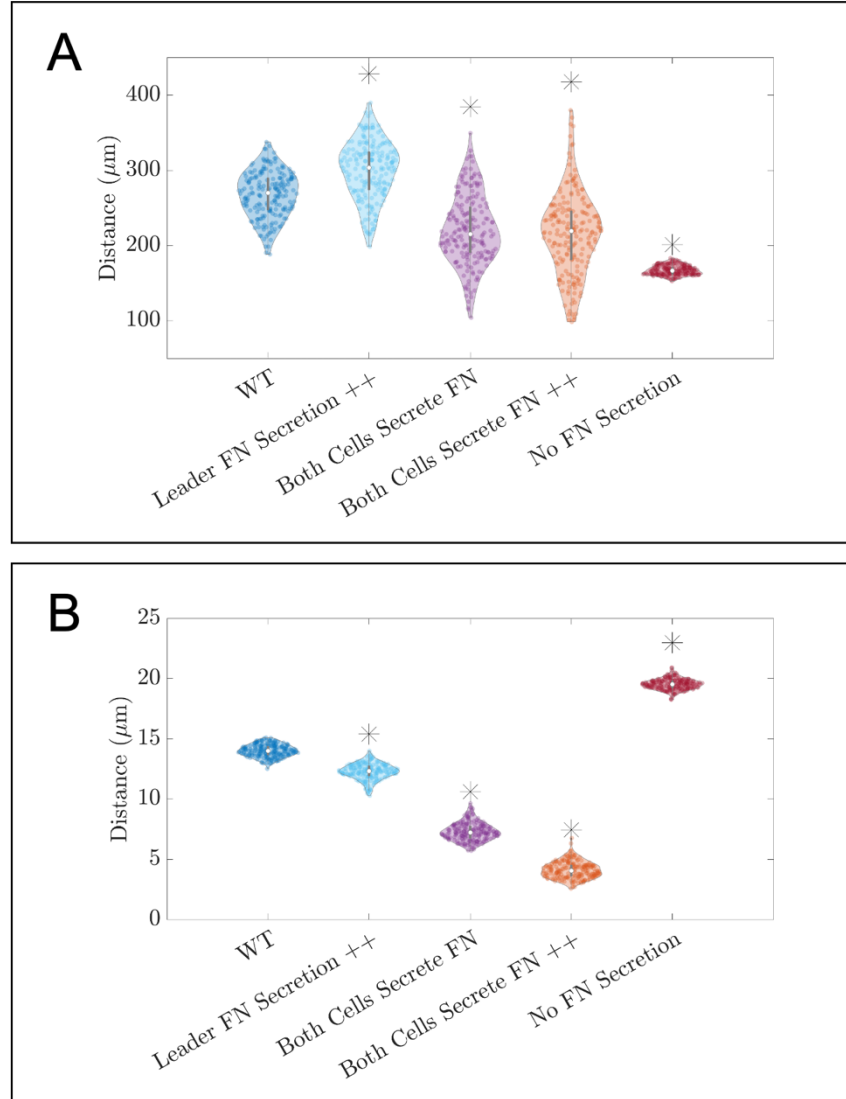 A
Distance (μm)
400
300
200
100
WT
Leader FN Secretion ++
Both Cells Secrete FN
Both Cells Secrete FN ++
No FN Secretion
B
Distance (μm)
25
20
15
10
5
0
WT
Leader FN Secretion ++
Both Cells Secrete FN
Both Cells Secrete FN ++
No FN Secretion